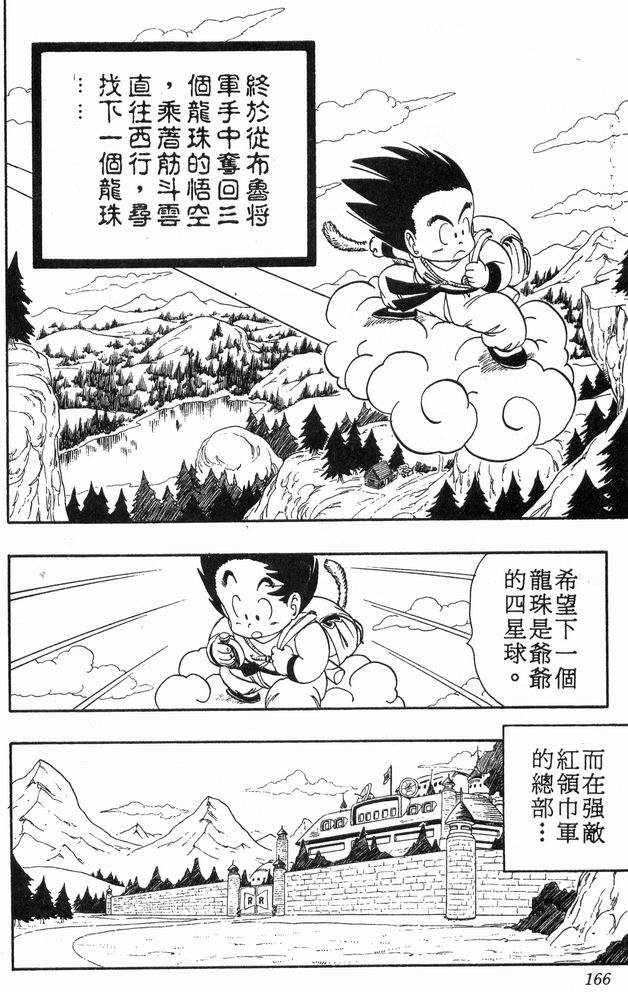 終於從布魯將
軍手中奪回三
個龍珠的悟空
，乘著筋斗雲
直往西行，尋
找下一個龍珠
……
希望下一個
龍珠是爺爺
的四星球。
而在强敵
紅領巾軍
的總部…
R R
166